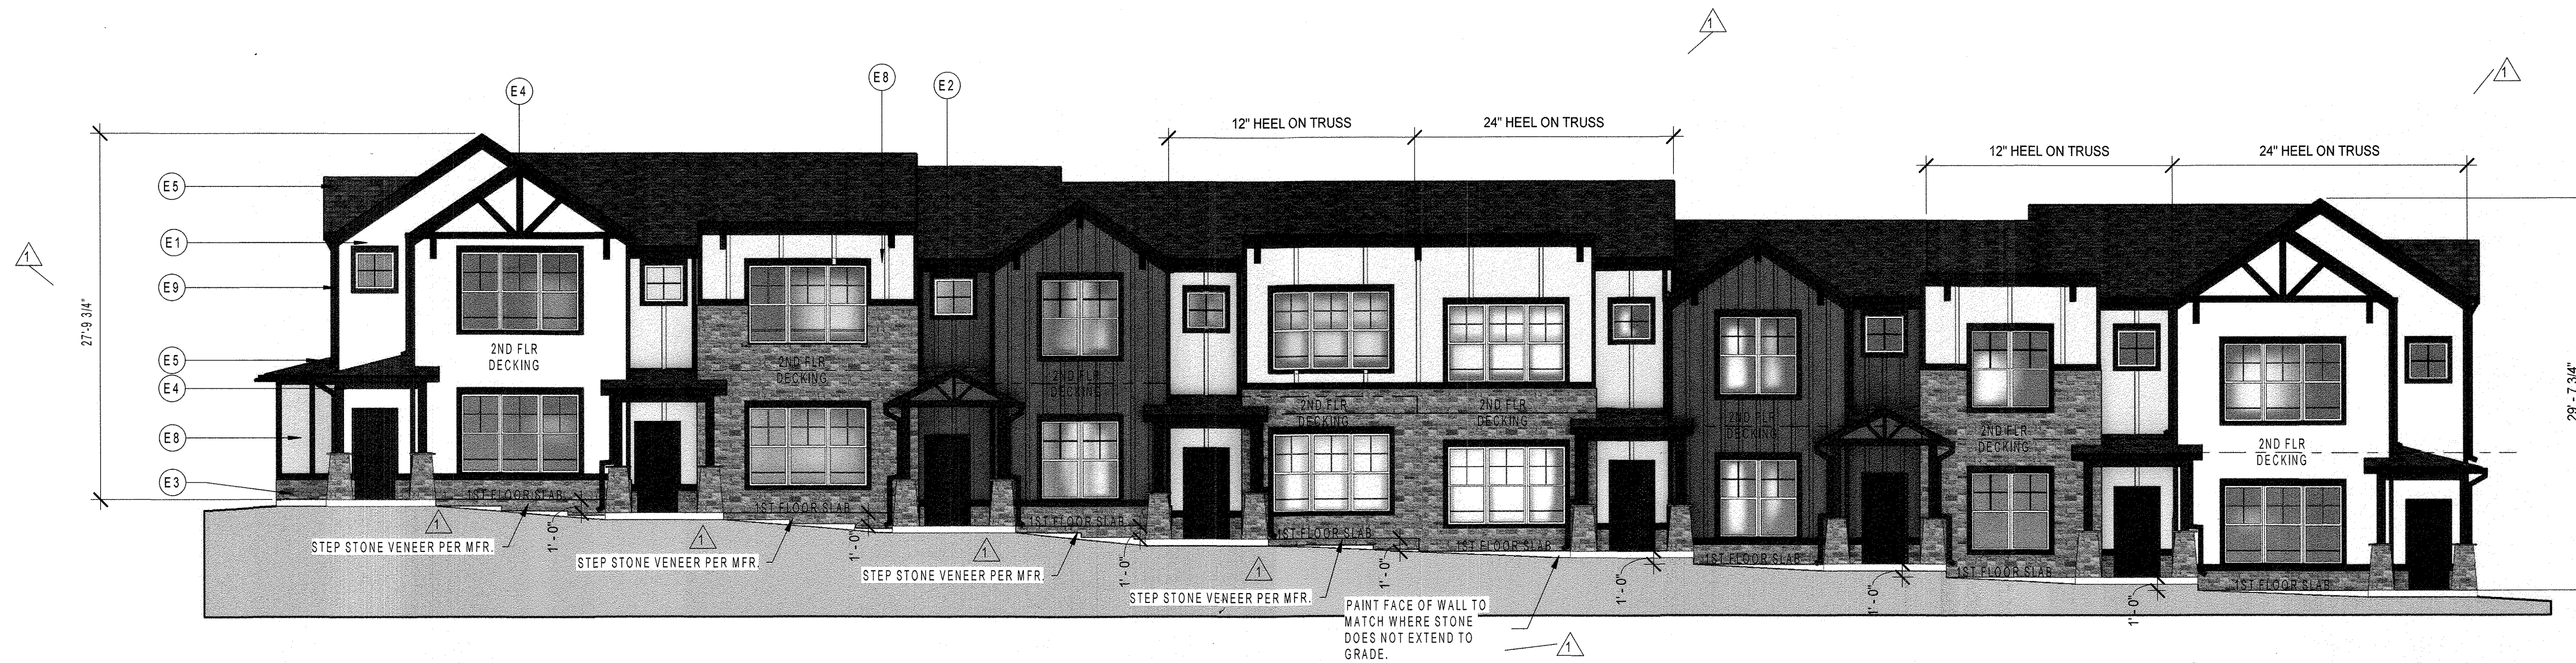 1
1
E4
E8
E2
12" HEEL ON TRUSS
24" HEEL ON TRUSS
12" HEEL ON TRUSS
24" HEEL ON TRUSS
E5
E1
1
E9
27'-9 3/4"
29' - 7 3/4"
E5
E4
E8
E3
2ND FLR
DECKING
2ND FLR
DECKING
2ND FLR
DECKING
2ND FLR
DECKING
2ND FLR
DECKING
2ND FLR
DECKING
2ND FLR
DECKING
2ND FLR
DECKING
1ST FLOOR SLAB
1ST FLOOR SLAB
1ST FLOOR SLAB
1ST FLOOR SLAB
1ST FLOOR SLAB
1ST FLOOR SLAB
1ST FLOOR SLAB
1ST FLOOR SLAB
1
1
1
1
STEP STONE VENEER PER MFR.
1' - 0"
STEP STONE VENEER PER MFR.
1' - 0"
STEP STONE VENEER PER MFR.
1' - 0"
STEP STONE VENEER PER MFR.
1' - 0"
1' - 0"
1' - 0"
1' - 0"
PAINT FACE OF WALL TO
MATCH WHERE STONE
DOES NOT EXTEND TO
GRADE.
1